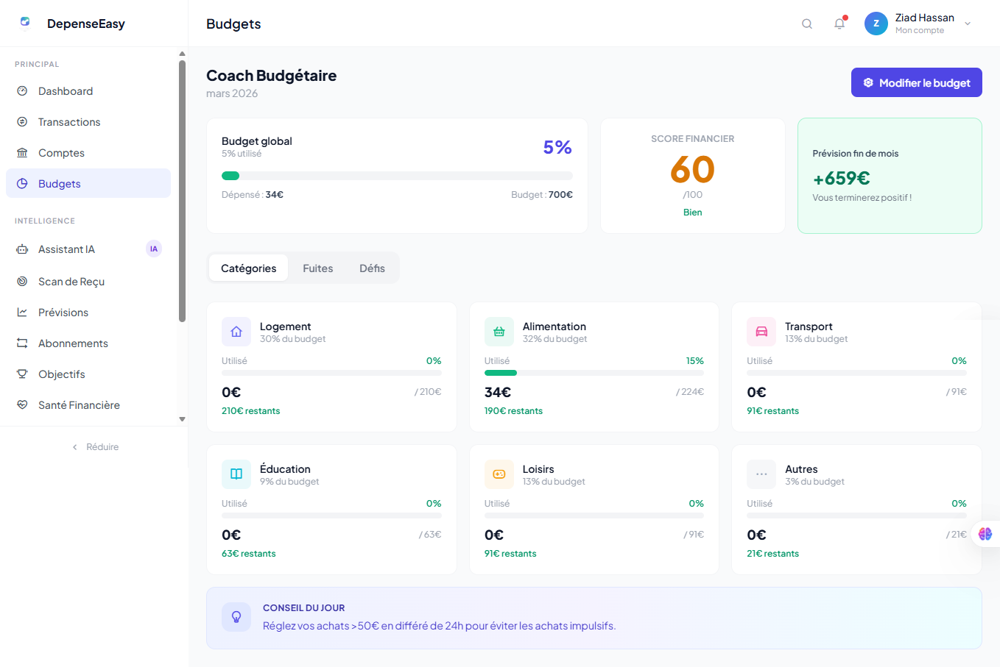 DepenseEasy
Budgets
Z
Ziad Hassan
Mon compte
PRINCIPAL
Dashboard
Transactions
Comptes
Budgets
INTELLIGENCE
Assistant IA
IA
Scan de Reçu
Prévisions
Abonnements
Objectifs
Santé Financière
Réduire
Coach Budgétaire
mars 2026
Modifier le budget
Budget global
5% utilisé
5%
Dépensé : 34€
Budget : 700€
SCORE FINANCIER
60
/100
Bien
Prévision fin de mois
+659€
Vous terminerez positif !
Catégories
Fuites
Défis
Logement
30% du budget
Utilisé
0%
0€
/ 210€
210€ restants
Alimentation
32% du budget
Utilisé
15%
34€
/ 224€
190€ restants
Transport
13% du budget
Utilisé
0%
0€
/ 91€
91€ restants
Éducation
9% du budget
Utilisé
0%
0€
/ 63€
63€ restants
Loisirs
13% du budget
Utilisé
0%
0€
/ 91€
91€ restants
Autres
3% du budget
Utilisé
0%
0€
/ 21€
21€ restants
CONSEIL DU JOUR
Réglez vos achats >50€ en différé de 24h pour éviter les achats impulsifs.